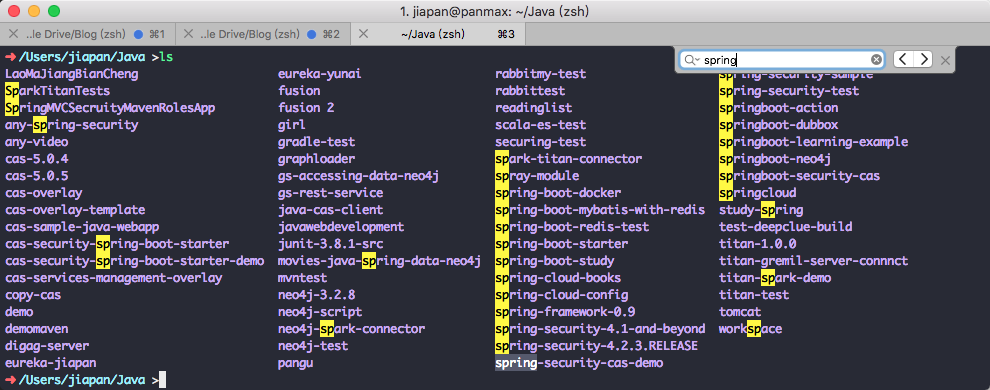 1. jiapan@panmax: ~/Java (zsh)
..le Drive/Blog (zsh) ⌘1 ..le Drive/Blog (zsh) ⌘2 ~/Java (zsh) ⌘3
➜ /Users/jiapan/Java >ls
spring
LaoMaJiangBianCheng eureka-yunai rabbitmy-test spring-security-sample
SparkTitanTests fusion rabbittest spring-security-test
SpringMVCSecruityMavenRolesApp fusion 2 readinglist springboot-action
any-spring-security girl scala-es-test springboot-dubbox
any-video gradle-test securing-test springboot-learning-example
cas-5.0.4 graphloader spark-titan-connector springboot-neo4j
cas-5.0.5 gs-accessing-data-neo4j spray-module springboot-security-cas
cas-overlay gs-rest-service spring-boot-docker springcloud
cas-overlay-template java-cas-client spring-boot-mybatis-with-redis study-spring
cas-sample-java-webapp javawebdevelopment spring-boot-redis-test test-deepclue-build
cas-security-spring-boot-starter junit-3.8.1-src spring-boot-starter titan-1.0.0
cas-security-spring-boot-starter-demo movies-java-spring-data-neo4j spring-boot-study titan-gremil-server-connnct
cas-services-management-overlay mvntest spring-cloud-books titan-spark-demo
copy-cas neo4j-3.2.8 spring-cloud-config titan-test
demo neo4j-script spring-framework-0.9 tomcat
demomaven neo4j-spark-connector spring-security-4.1-and-beyond workspace
digag-server neo4j-test spring-security-4.2.3.RELEASE
eureka-jiapan pangu spring-security-cas-demo
➜ /Users/jiapan/Java >